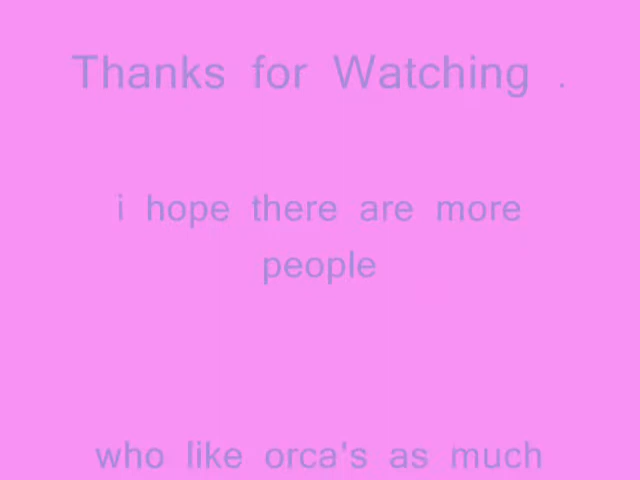 Thanks for Watching .
i hope there are more
people
who like orca's as much